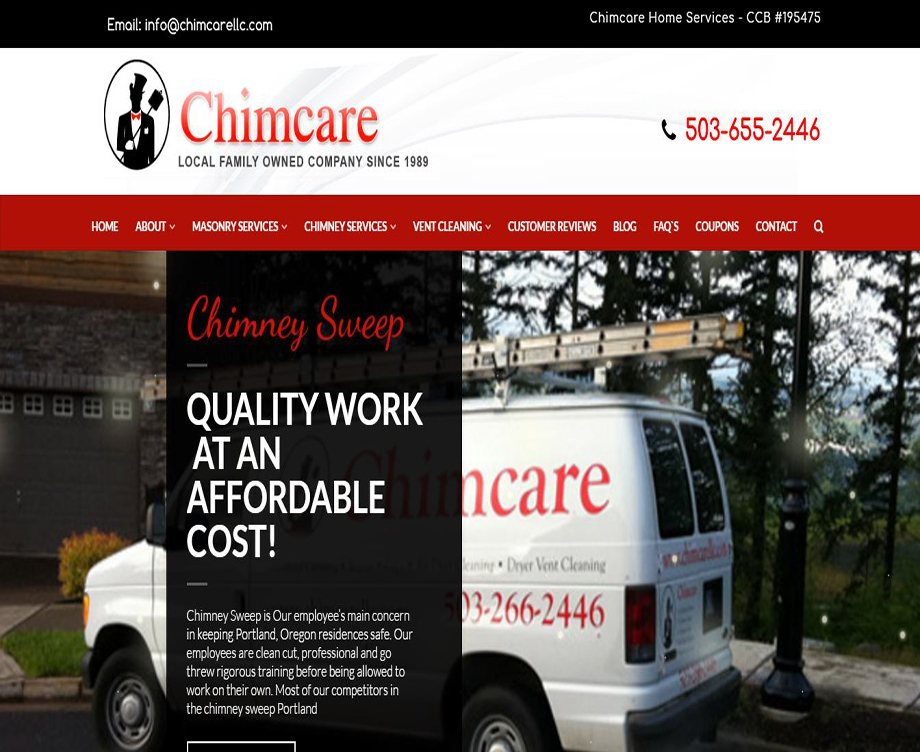 Email: info@chimcarellc.com
Chimcare Home Services - CCB #195475
Chimcare
LOCAL FAMILY OWNED COMPANY SINCE 1989
503-655-2446
HOME ABOUT MASONRY SERVICES CHIMNEY SERVICES VENT CLEANING CUSTOMER REVIEWS BLOG FAQ`S COUPONS CONTACT
Chimney Sweep
QUALITY WORK
AT AN
AFFORDABLE
COST!
Chimney Sweep is Our employee's main concern
in keeping Portland, Oregon residences safe. Our
employees are clean cut, professional and go
threw rigorous training before being allowed to
work on their own. Most of our competitors in
the chimney sweep Portland
Chimcare
Cleaning • Dryer Vent Cleaning
503-266-2446
www.chimcarellc.com
Chimcare